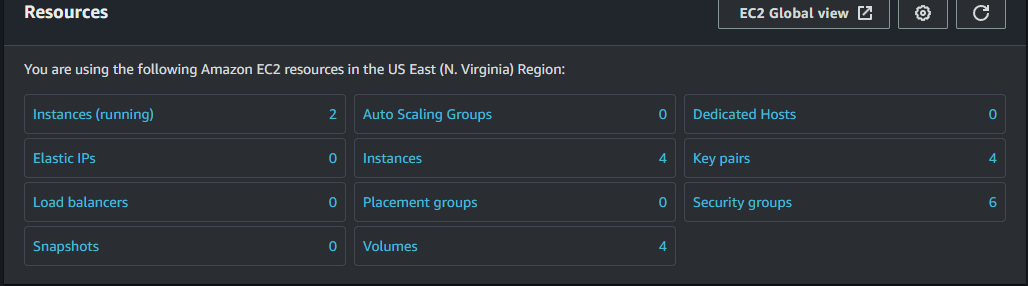 Resources
EC2 Global view
You are using the following Amazon EC2 resources in the US East (N. Virginia) Region:
Instances (running) 2
Auto Scaling Groups 0
Dedicated Hosts 0
Elastic IPs 0
Instances 4
Key pairs 4
Load balancers 0
Placement groups 0
Security groups 6
Snapshots 0
Volumes 4